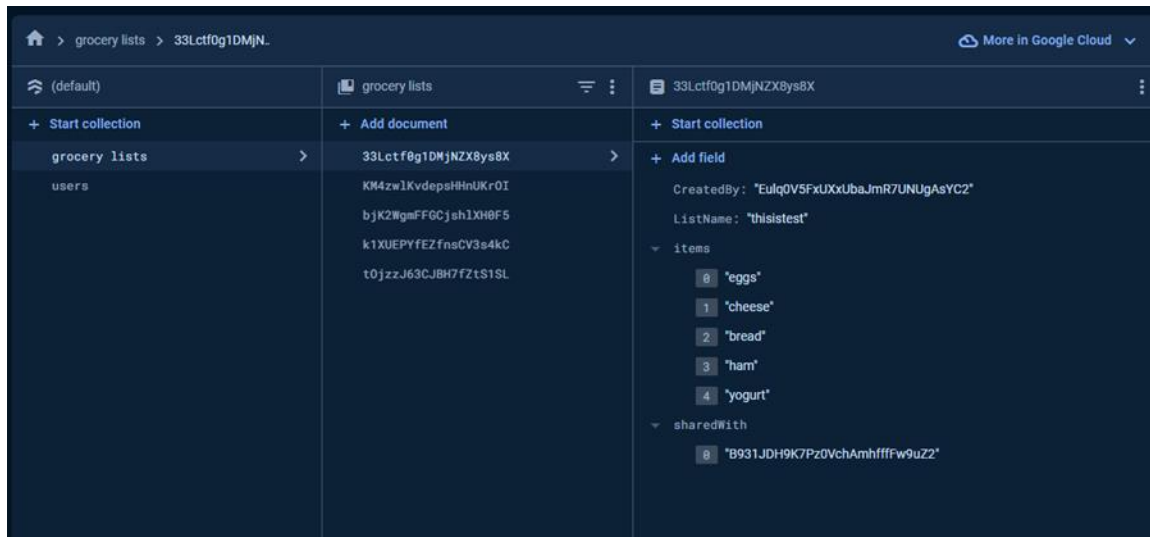 > grocery lists > 33Lctf0g1DMjN..
More in Google Cloud
(default)
grocery lists
33Lctf0g1DMjNZX8ys8X
+ Start collection
+ Add document
+ Start collection
grocery lists
users
33Lctf0g1DMjNZX8ys8X
KM4zwlKvdepsHHnUKrOI
bjK2WgmFFGCjshlXH0F5
k1XUEPYfEZfnsCV3s4kC
tOjzzJ63CJBH7fZtS1SL
+ Add field
CreatedBy: "Eulq0V5FxUXxUbaJmR7UNUgAsYC2"
ListName: "thisistest"
items
0 "eggs"
1 "cheese"
2 "bread"
3 "ham"
4 "yogurt"
sharedWith
0 "B931JDH9K7Pz0VchAmhfffFw9uZ2"